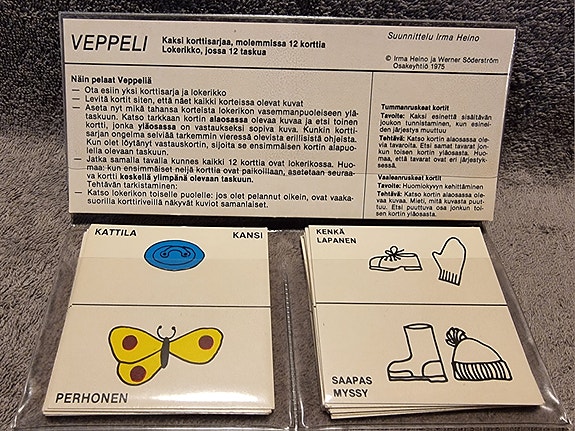 VEPPELI
Kaksi korttisarjaa, molemmissa 12 korttia
Lokerikko, jossa 12 taskua
Suunnittelu Irma Heino
© Irma Heino ja Werner Söderström
Osakeyhtiö 1975
Näin pelaat Veppeliä
— Ota esiin yksi korttisarja ja lokerikko
— Levitä kortit siten, että näet kaikki korteissa olevat kuvat
— Aseta nyt mikä tahansa korteista lokerikon vasemmanpuoleiseen ylä-
taskuun. Katso tarkkaan kortin alaosassa olevaa kuvaa ja etsi toinen
kortti, jonka yläosassa on vastaukseksi sopiva kuva. Kunkin kortti-
sarjan ongelma selviää tarkemmin vieressä olevista erillisistä ohjeista.
Kun olet löytänyt vastauskortin, sijoita se ensimmäisen kortin alapuo-
lella olevaan taskuun.
— Jatka samalla tavalla kunnes kaikki 12 korttia ovat lokerikossa. Huo-
maa: kun ensimmäiset neljä korttia ovat paikoillaan, asetetaan seuraa-
va kortti keskellä ylimpänä olevaan taskuun.
Tehtävän tarkistaminen:
— Katso lokerikon toiselle puolelle: jos olet pelannut oikein, ovat vaaka-
suorilla korttiriveillä näkyvät kuviot samanlaiset.
Tummanruskeat kortit
Tavoite: Kaksi esinettä sisältävän
joukon tunnistaminen, kun esinei-
den järjestys muuttuu
Tehtävä: Katso kortin alaosassa ole-
via tavaroita. Etsi samat tavarat jon-
kun toisen kortin yläosasta. Huo-
maa, että tavarat ovat eri järjestyk-
sessä.
Vaaleanruskeat kortit
Tavoite: Huomiokyvyn kehittäminen
Tehtävä: Katso kortin alaosassa ole-
vaa kuvaa. Mieti, mitä kuvasta puut-
tuu. Etsi puuttuva osa jonkun toi-
sen kortin yläosasta.
KATTILA
KANSI
PERHONEN
KENKÄ
LAPANEN
SAAPAS
MYSSY